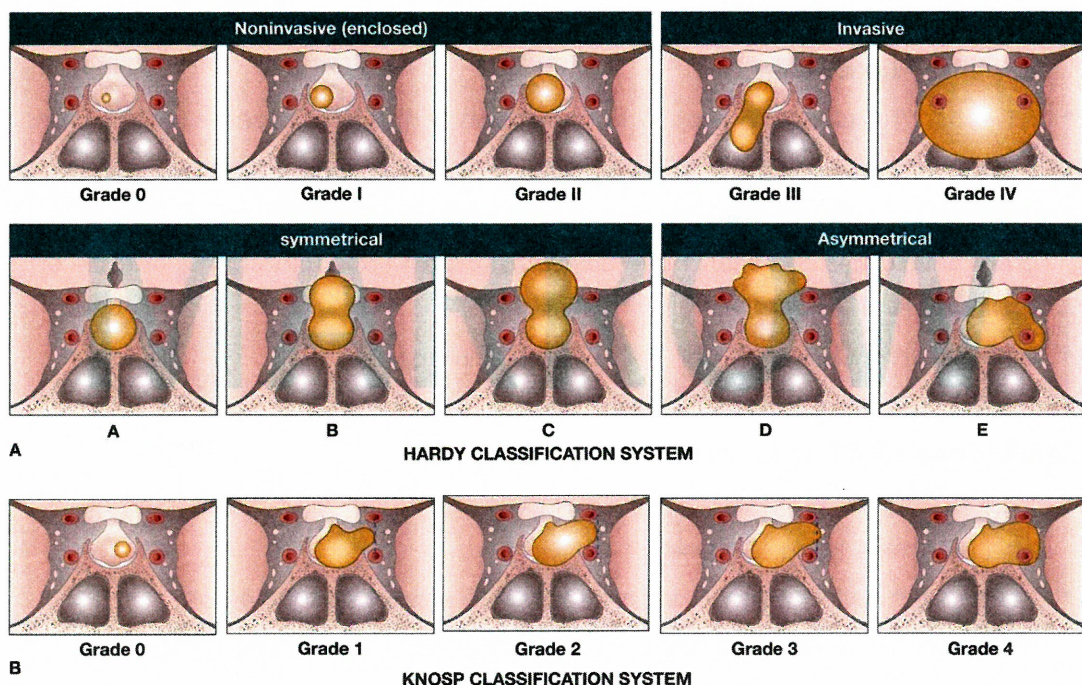 Noninvasive (enclosed) Invasive
Grade 0 Grade I Grade II Grade III Grade IV
symmetrical Asymmetrical
A B C D E
A HARDY CLASSIFICATION SYSTEM
Grade 0 Grade 1 Grade 2 Grade 3 Grade 4
B KNOSP CLASSIFICATION SYSTEM